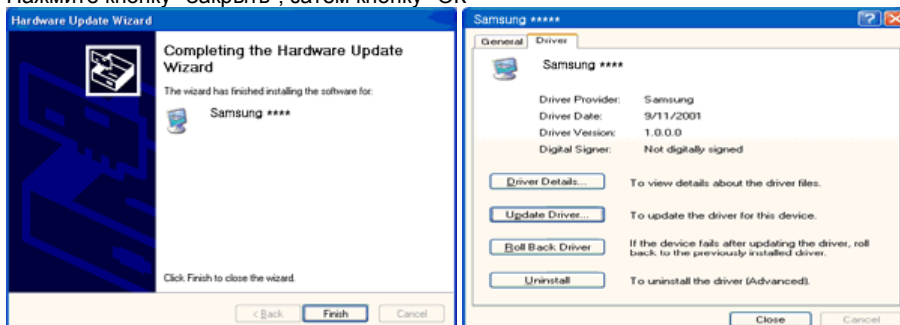 Нажмите кнопку "Закрыть", затем кнопку "ОК"
Hardware Update Wizard
Completing the Hardware Update
Wizard
The wizard has finished installing the software for:
Samsung ****
Click Finish to close the wizard.
< Back
Finish
Cancel
Samsung *****
General
Driver
Samsung ****
Driver Provider: Samsung
Driver Date: 9/11/2001
Driver Version: 1.0.0.0
Digital Signer: Not digitally signed
Driver Details... To view details about the driver files.
Update Driver... To update the driver for this device.
Roll Back Driver If the device fails after updating the driver, roll
back to the previously installed driver.
Uninstall To uninstall the driver (Advanced).
Close
Cancel